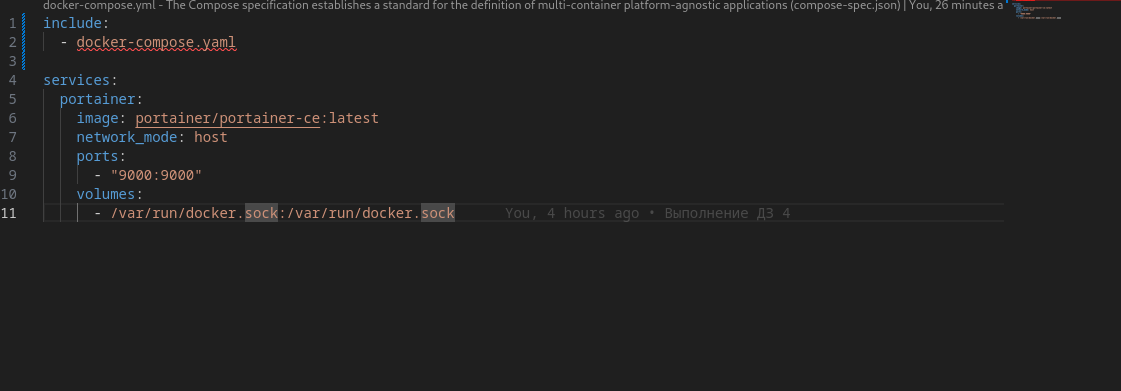 docker-compose.yml - The Compose specification establishes a standard for the definition of multi-container platform-agnostic applications (compose-spec.json) | You, 26 minutes a
1 include:
2 - docker-compose.yaml
3
4 services:
5 portainer:
6 image: portainer/portainer-ce:latest
7 network_mode: host
8 ports:
9 - "9000:9000"
10 volumes:
11 - /var/run/docker.sock:/var/run/docker.sock You, 4 hours ago • Выполнение ДЗ 4